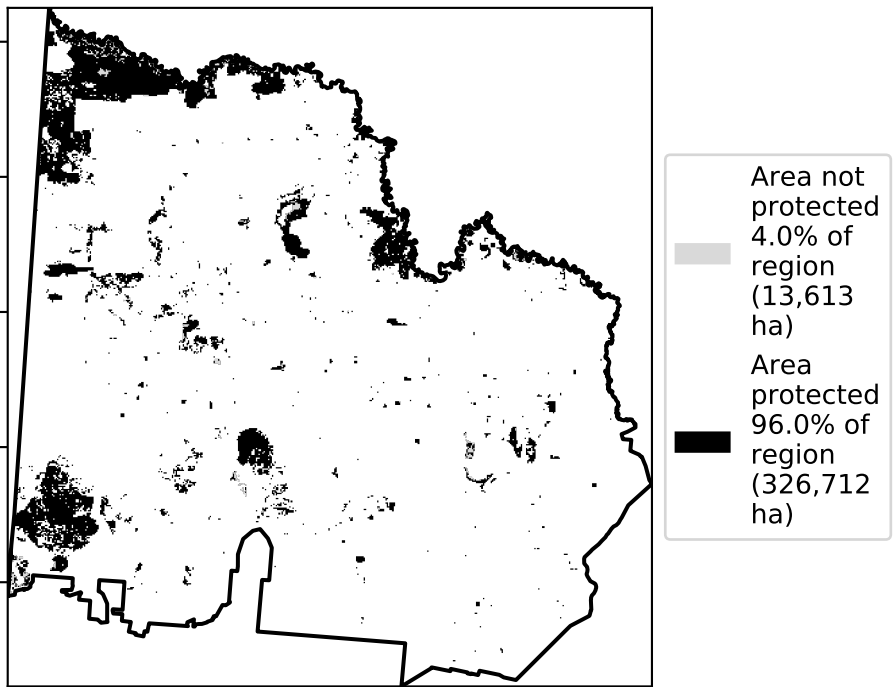 Area not
protected
4.0% of
region
(13,613
ha)
Area
protected
96.0% of
region
(326,712
ha)